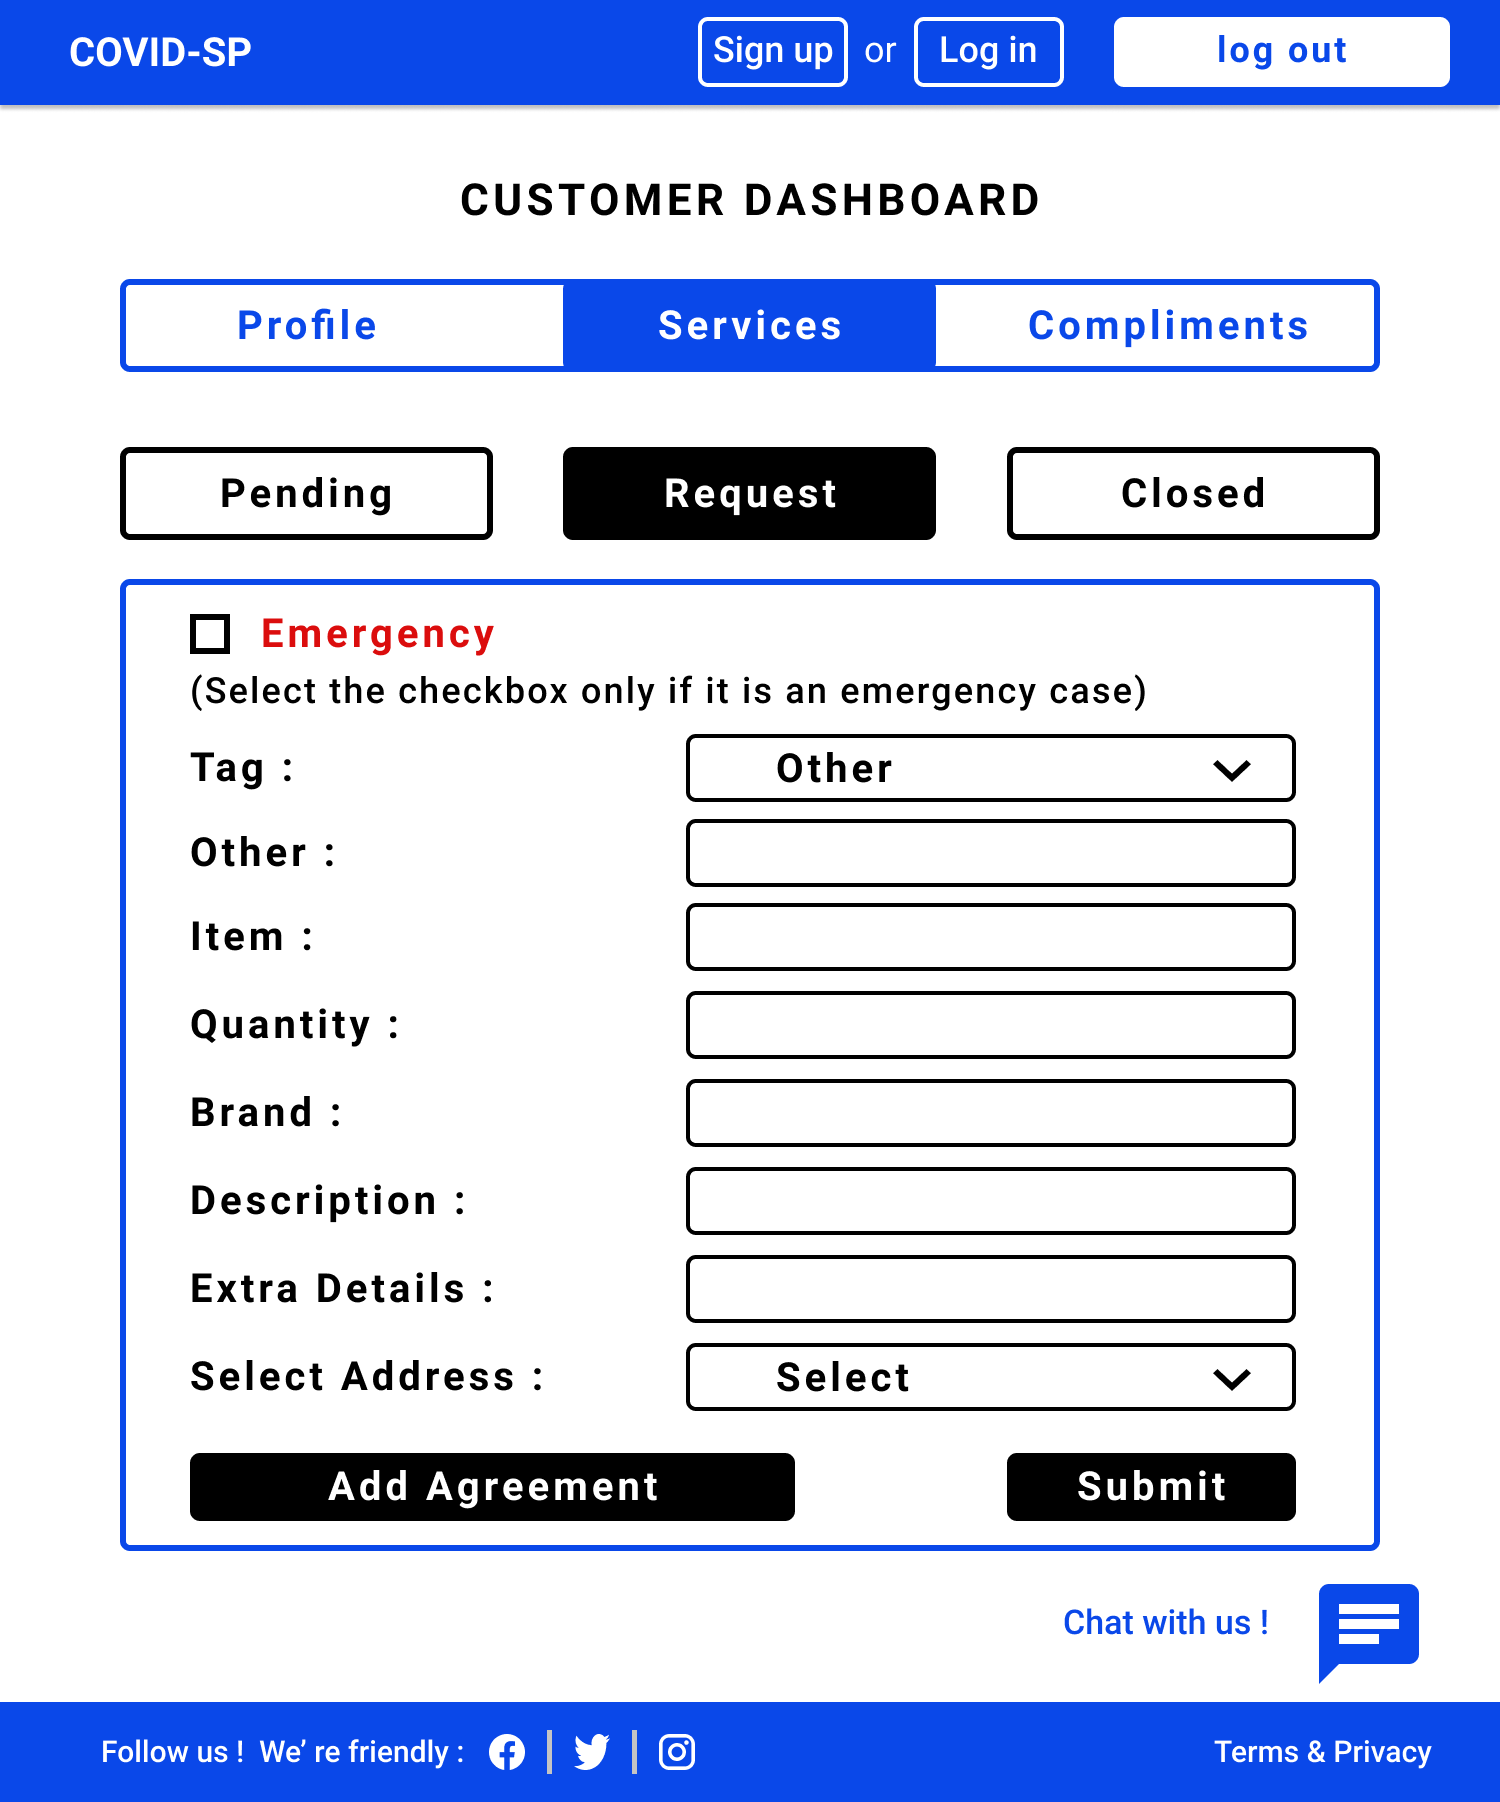 COVID-SP
Sign up or Log in
log out
CUSTOMER DASHBOARD
Profile
Services
Compliments
Pending
Request
Closed
Emergency
(Select the checkbox only if it is an emergency case)
Tag :
Other
Other :
Item :
Quantity :
Brand :
Description :
Extra Details :
Select Address :
Select
Add Agreement
Submit
Chat with us !
Follow us ! We’ re friendly :
Terms & Privacy